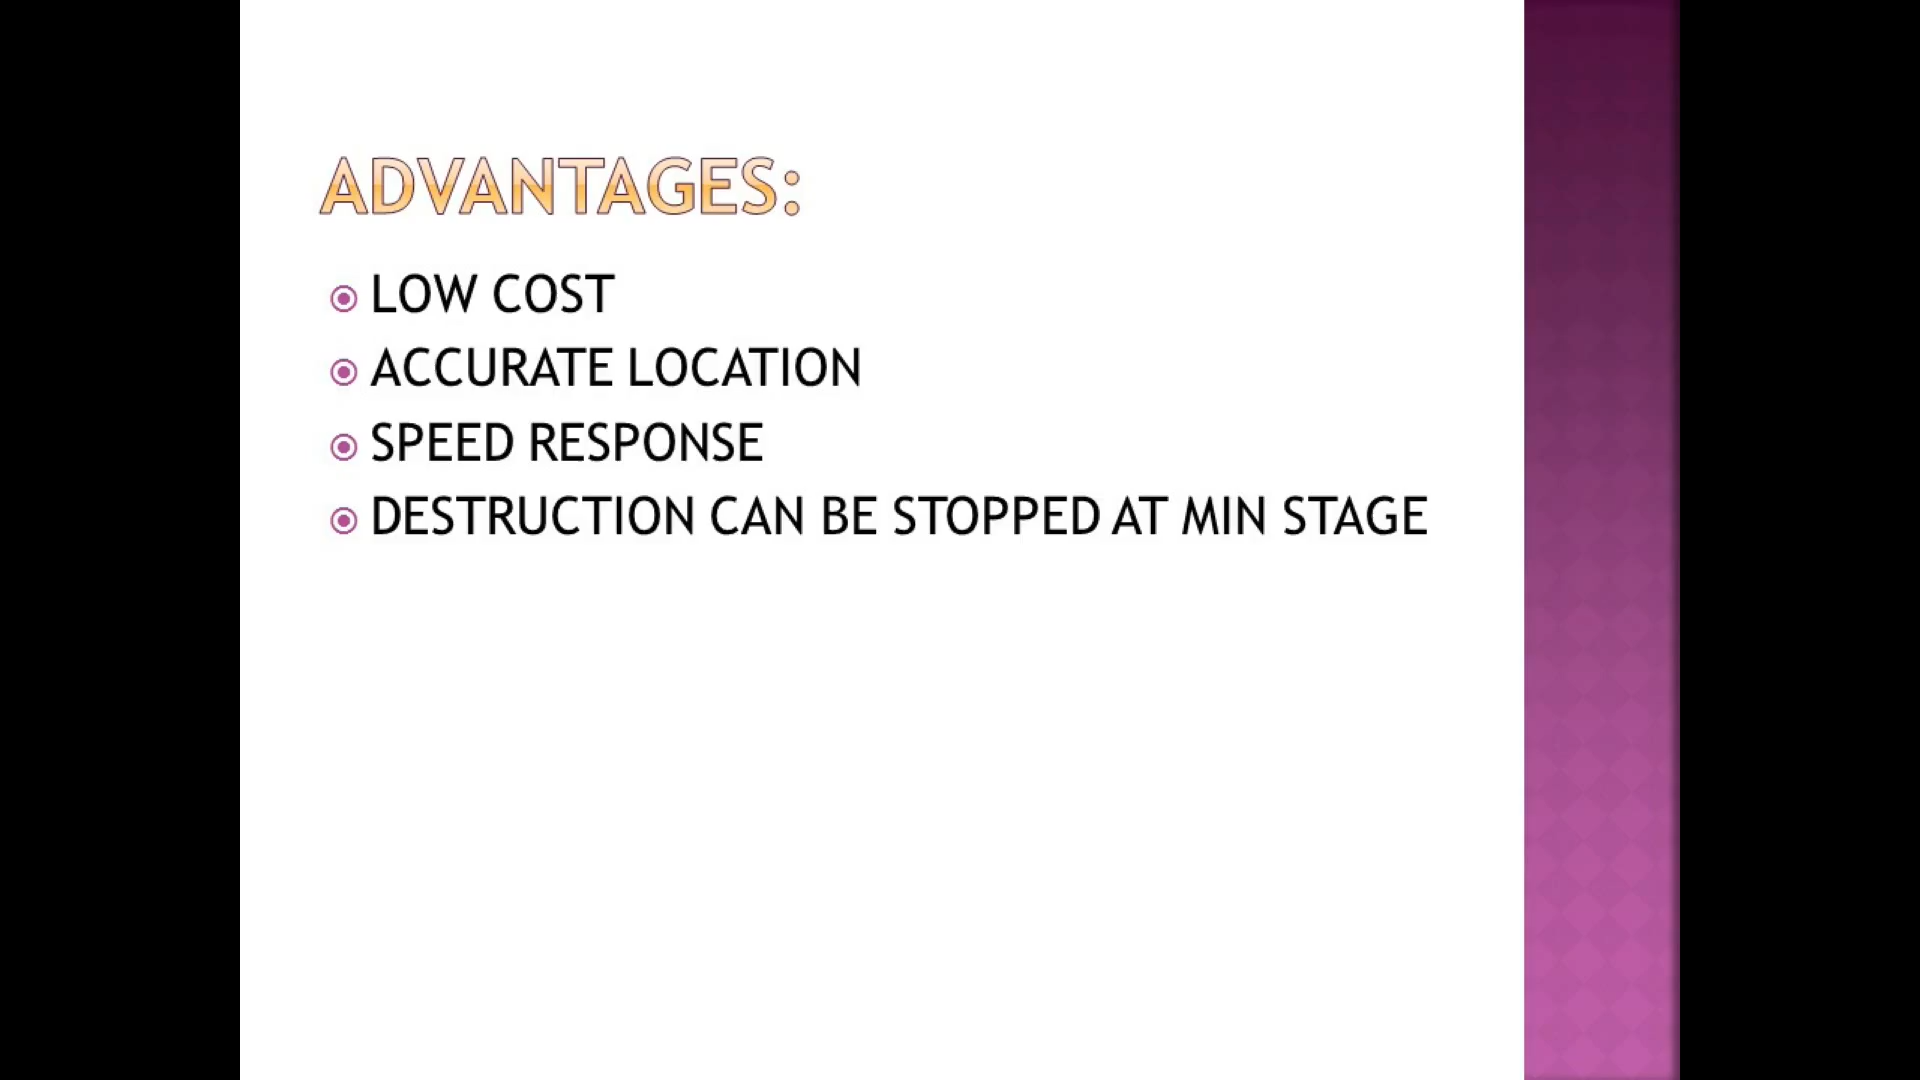 ADVANTAGES:
LOW COST
ACCURATE LOCATION
SPEED RESPONSE
DESTRUCTION CAN BE STOPPED AT MIN STAGE